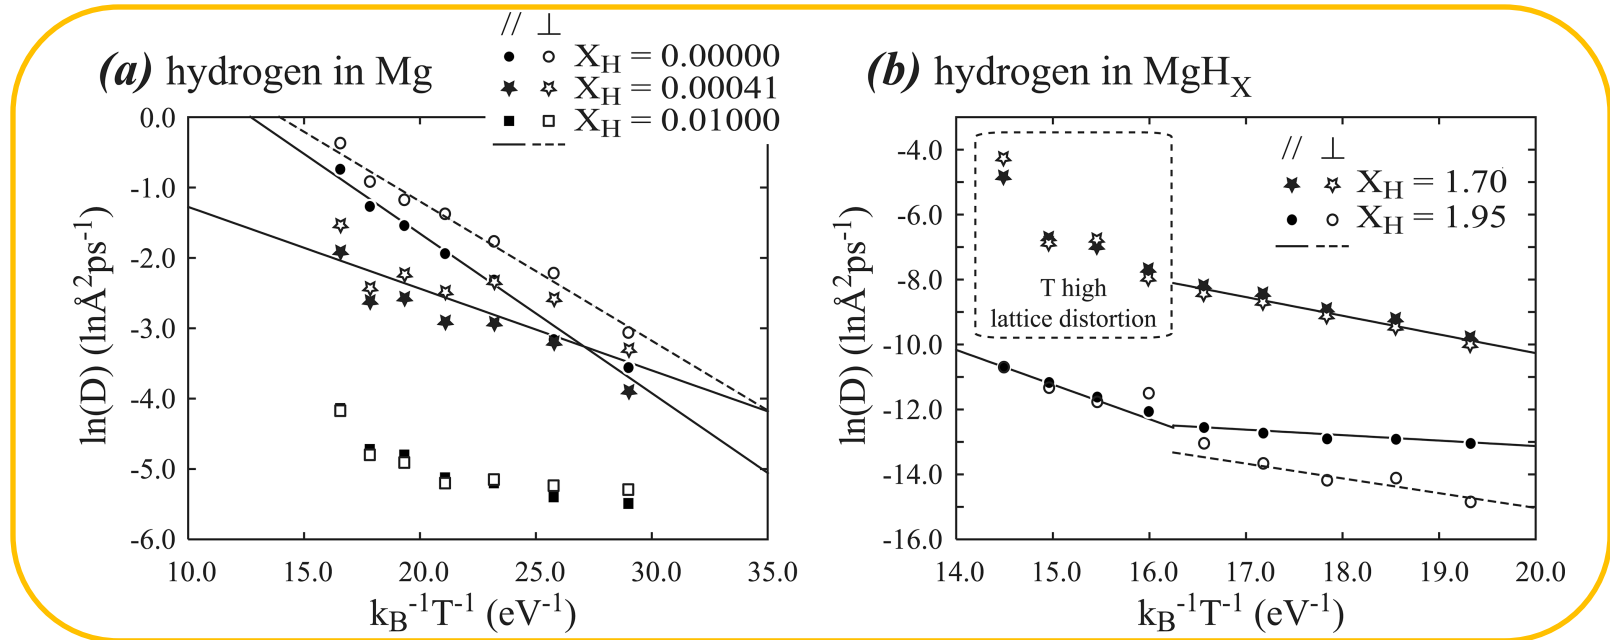 (a) hydrogen in Mg
// ⊥
X_H = 0.00000
X_H = 0.00041
X_H = 0.01000
ln(D) (lnÅ²ps⁻¹)
0.0
-1.0
-2.0
-3.0
-4.0
-5.0
-6.0
10.0 15.0 20.0 25.0 30.0 35.0
k_B⁻¹T⁻¹ (eV⁻¹)
(b) hydrogen in MgH_X
// ⊥
X_H = 1.70
X_H = 1.95
T high
lattice distortion
ln(D) (lnÅ²ps⁻¹)
-4.0
-6.0
-8.0
-10.0
-12.0
-14.0
-16.0
14.0 15.0 16.0 17.0 18.0 19.0 20.0
k_B⁻¹T⁻¹ (eV⁻¹)